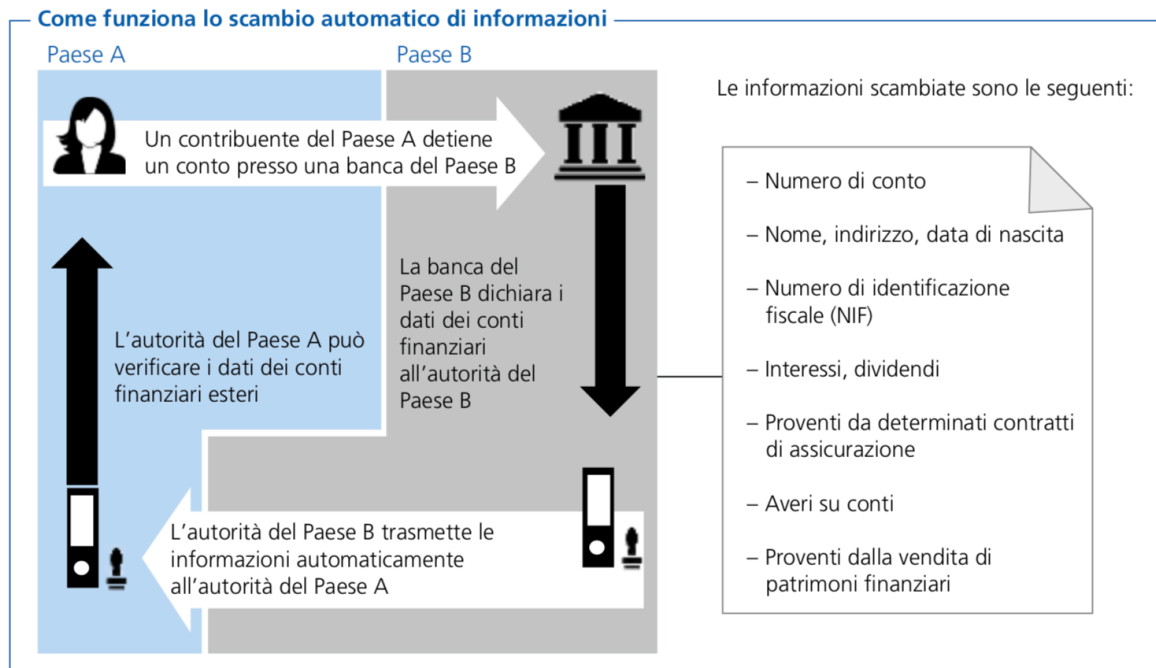 Come funziona lo scambio automatico di informazioni
Paese A
Paese B
Un contribuente del Paese A detiene
un conto presso una banca del Paese B
La banca del
Paese B dichiara i
dati dei conti
finanziari
all'autorità del
Paese B
L'autorità del Paese B trasmette le
informazioni automaticamente
all'autorità del Paese A
L'autorità del Paese A può
verificare i dati dei conti
finanziari esteri
Le informazioni scambiate sono le seguenti:
– Numero di conto
– Nome, indirizzo, data di nascita
– Numero di identificazione
fiscale (NIF)
– Interessi, dividendi
– Proventi da determinati contratti
di assicurazione
– Averi su conti
– Proventi dalla vendita di
patrimoni finanziari